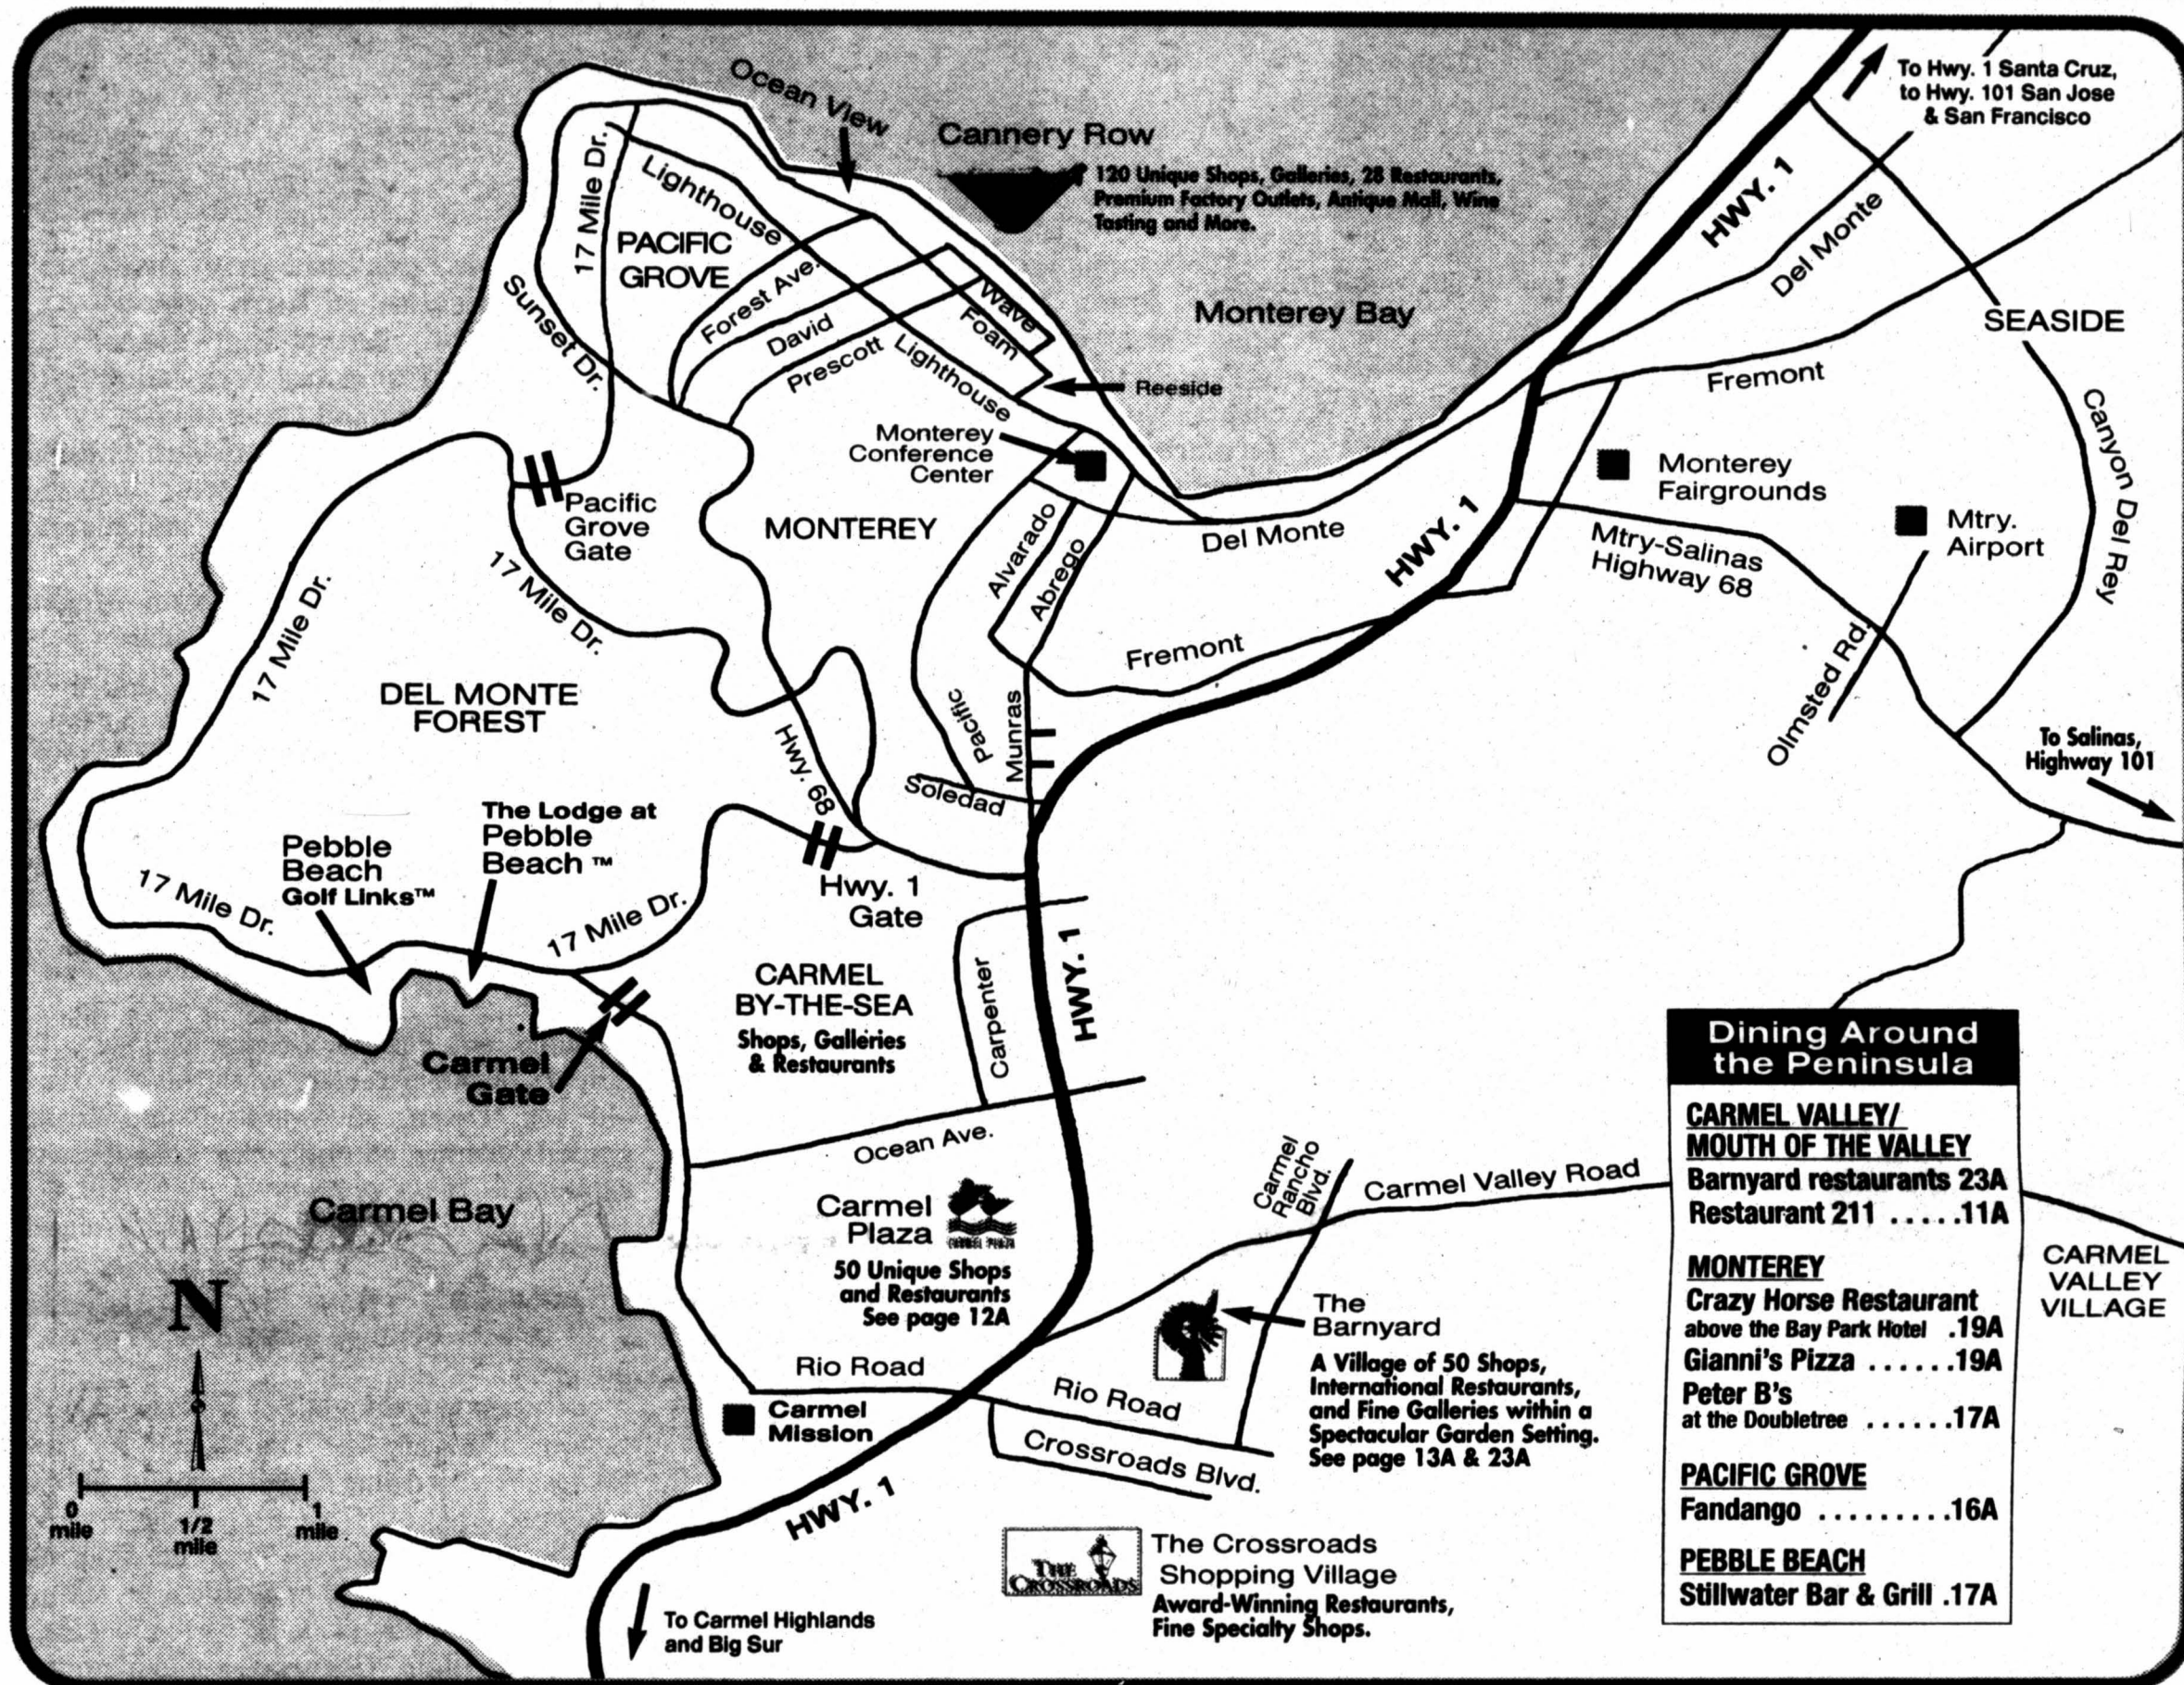 To Hwy. 1 Santa Cruz,
to Hwy. 101 San Jose
& San Francisco
Ocean View
Cannery Row
120 Unique Shops, Galleries, 28 Restaurants,
Premium Factory Outlets, Antique Mall, Wine
Tasting and More.
17 Mile Dr.
Lighthouse
PACIFIC
GROVE
Forest Ave.
David
Prescott
Lighthouse
Wave
Foam
Reeside
Sunset Dr.
Monterey Bay
HWY. 1
Del Monte
SEASIDE
Fremont
Canyon Del Rey
Monterey
Conference
Center
Monterey
Fairgrounds
Mtry.
Airport
Mtry-Salinas
Highway 68
Olmsted Rd.
To Salinas,
Highway 101
Pacific
Grove
Gate
MONTEREY
Alvarado
Abrego
Del Monte
HWY. 1
Fremont
17 Mile Dr.
17 Mile Dr.
DEL MONTE
FOREST
Pacific
Munras
Soledad
Hwy. 68
The Lodge at
Pebble
Beach ™
Pebble
Beach
Golf Links™
17 Mile Dr.
17 Mile Dr.
Hwy. 1
Gate
CARMEL
BY-THE-SEA
Shops, Galleries
& Restaurants
Carpenter
HWY. 1
Carmel
Gate
Ocean Ave.
Carmel Bay
Carmel
Plaza
CARMEL PLAZA
50 Unique Shops
and Restaurants
See page 12A
Carmel
Rancho
Blvd.
Carmel Valley Road
CARMEL
VALLEY
VILLAGE
The
Barnyard
A Village of 50 Shops,
International Restaurants,
and Fine Galleries within a
Spectacular Garden Setting.
See page 13A & 23A
Rio Road
Rio Road
Crossroads Blvd.
Carmel
Mission
HWY. 1
N
0
mile
1/2
mile
1
mile
THE
CROSSROADS
The Crossroads
Shopping Village
Award-Winning Restaurants,
Fine Specialty Shops.
To Carmel Highlands
and Big Sur
Dining Around
the Peninsula
CARMEL VALLEY/
MOUTH OF THE VALLEY
Barnyard restaurants 23A
Restaurant 211 .....11A
MONTEREY
Crazy Horse Restaurant
above the Bay Park Hotel .19A
Gianni's Pizza ......19A
Peter B's
at the Doubletree ......17A
PACIFIC GROVE
Fandango .........16A
PEBBLE BEACH
Stillwater Bar & Grill .17A